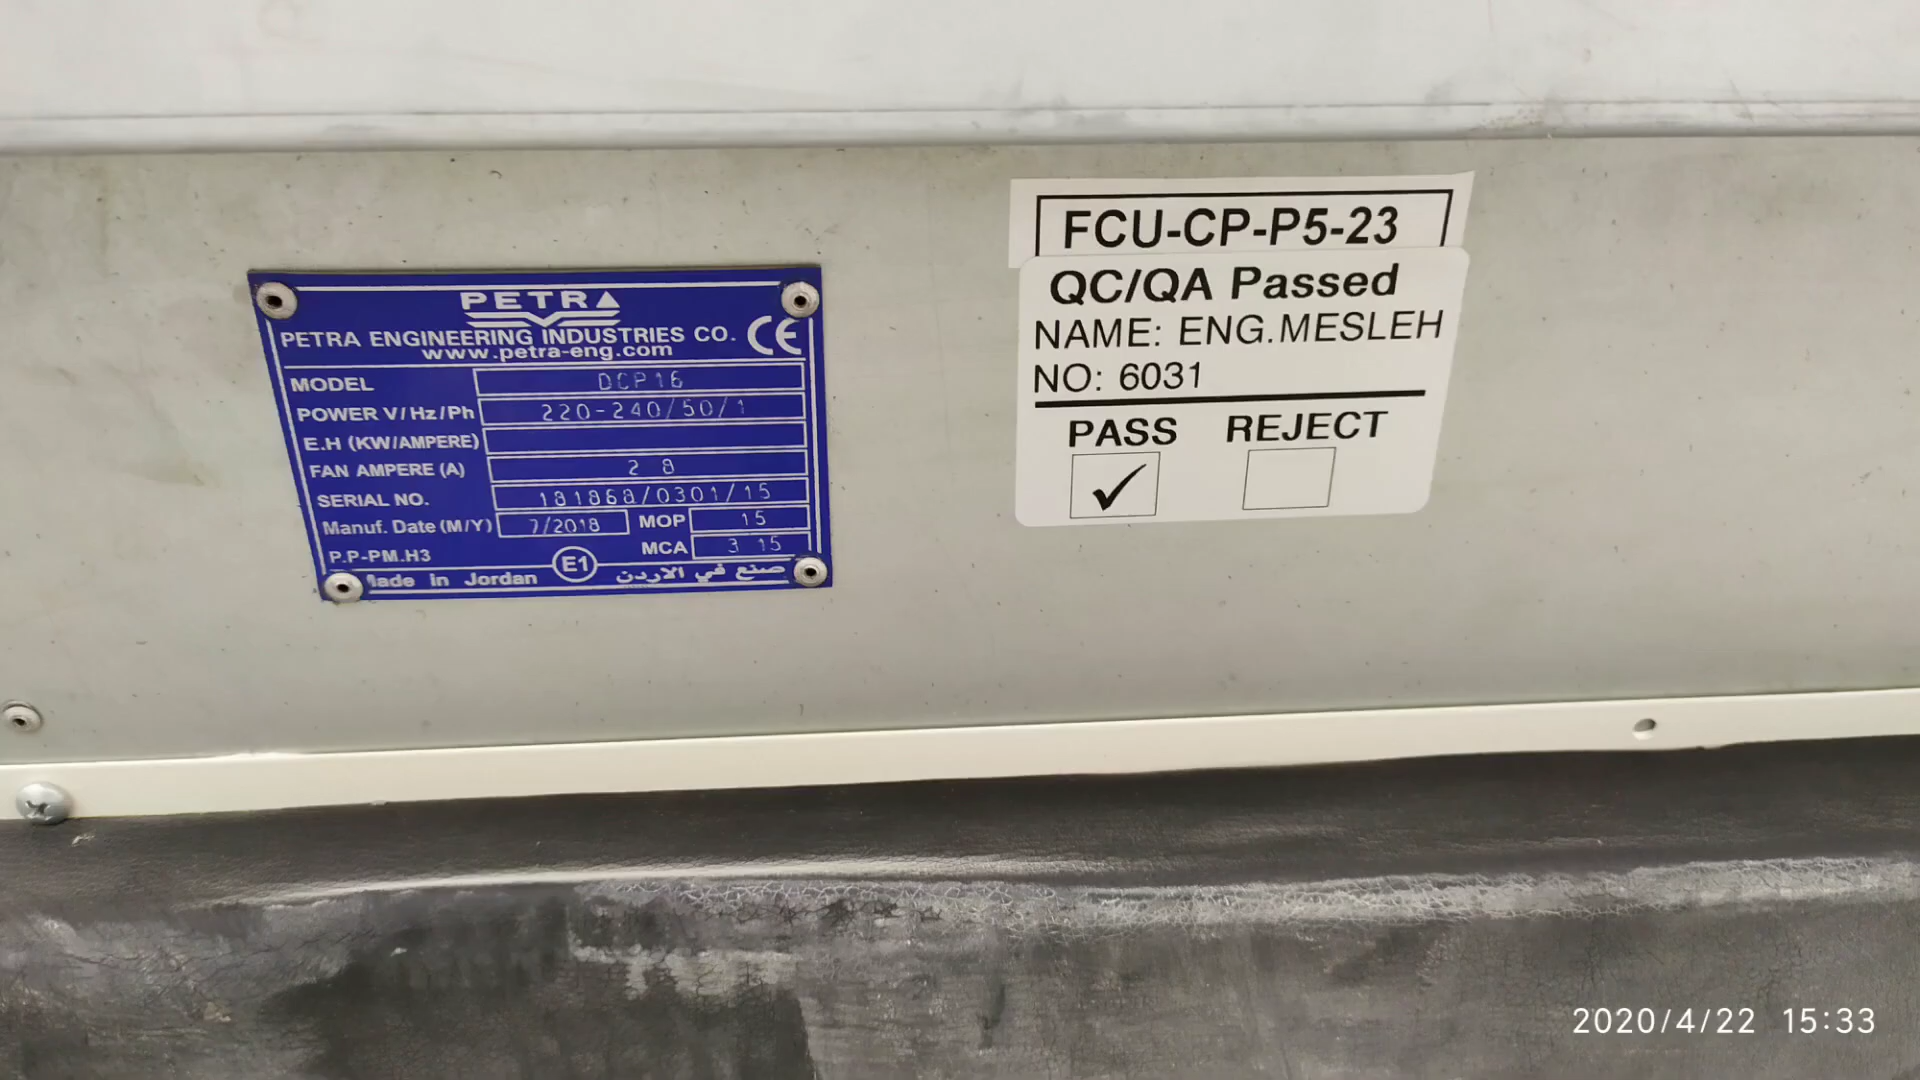 PETRA
PETRA ENGINEERING INDUSTRIES CO. CE
www.petra-eng.com
MODEL DCP16
POWER V/Hz/Ph 220-240/50/1
E.H (KW/AMPERE)
FAN AMPERE (A) 2 8
SERIAL NO. 181868/0301/15
Manuf. Date (M/Y) 7/2018 MOP 15
P.P-PM.H3 MCA 3 15
Made in Jordan E1 صنع في الاردن
FCU-CP-P5-23
QC/QA Passed
NAME: ENG.MESLEH
NO: 6031
PASS REJECT
✓
2020/4/22 15:33